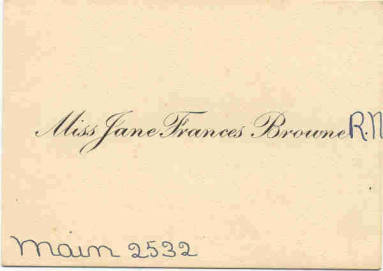 Miss Jane Frances Browne R.N
Main 2532